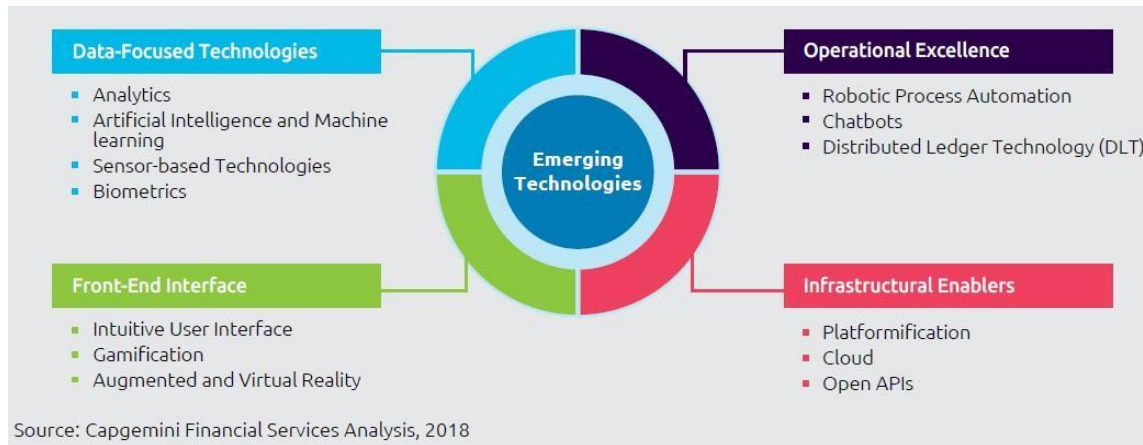 Data-Focused Technologies
Analytics
Artificial Intelligence and Machine
learning
Sensor-based Technologies
Biometrics
Operational Excellence
Robotic Process Automation
Chatbots
Distributed Ledger Technology (DLT)
Emerging
Technologies
Front-End Interface
Intuitive User Interface
Gamification
Augmented and Virtual Reality
Infrastructural Enablers
Platformification
Cloud
Open APIs
Source: Capgemini Financial Services Analysis, 2018